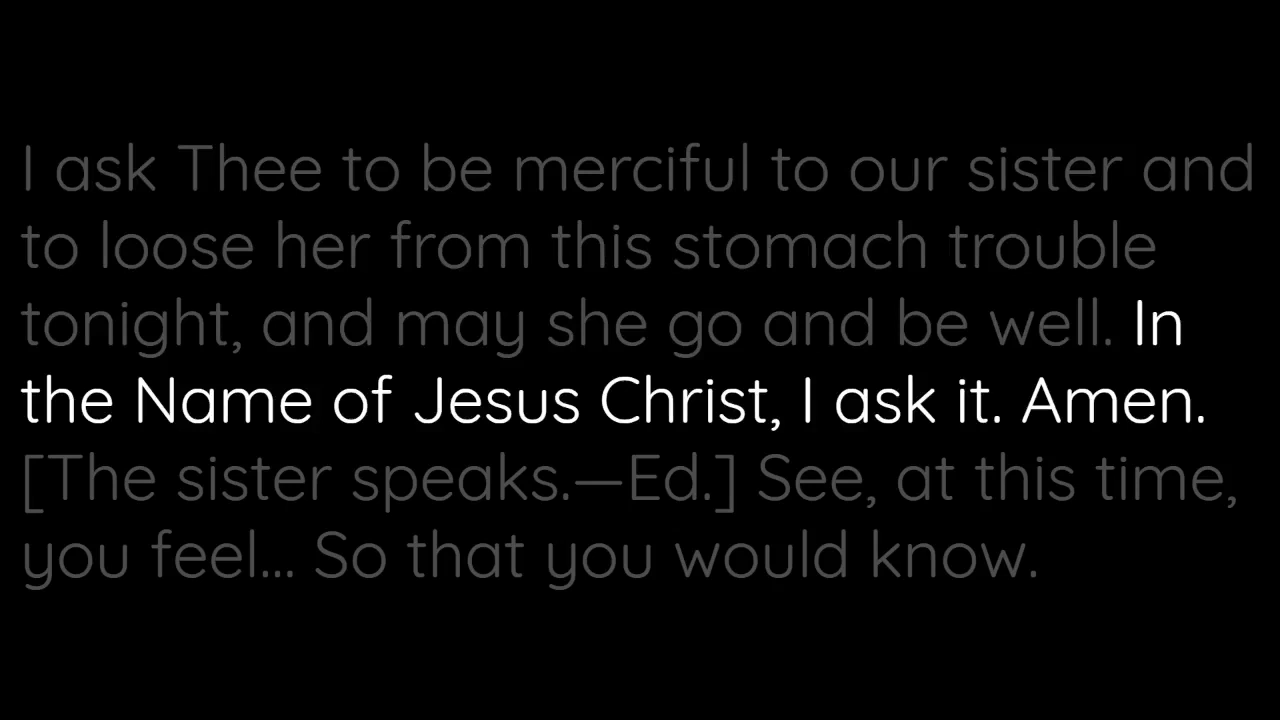 I ask Thee to be merciful to our sister and
to loose her from this stomach trouble
tonight, and may she go and be well. In
the Name of Jesus Christ, I ask it. Amen.
[The sister speaks.—Ed.] See, at this time,
you feel... So that you would know.